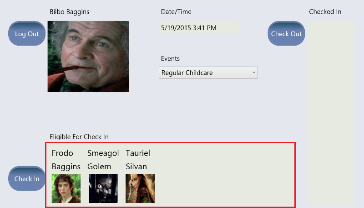 Bilbo Baggins
Date/Time
Checked In
Log Out
5/19/2015 3:41 PM
Check Out
Events
Regular Childcare
Eligible For Check In
Frodo Smeagol Tauriel
Baggins Golem Silvan
Check In